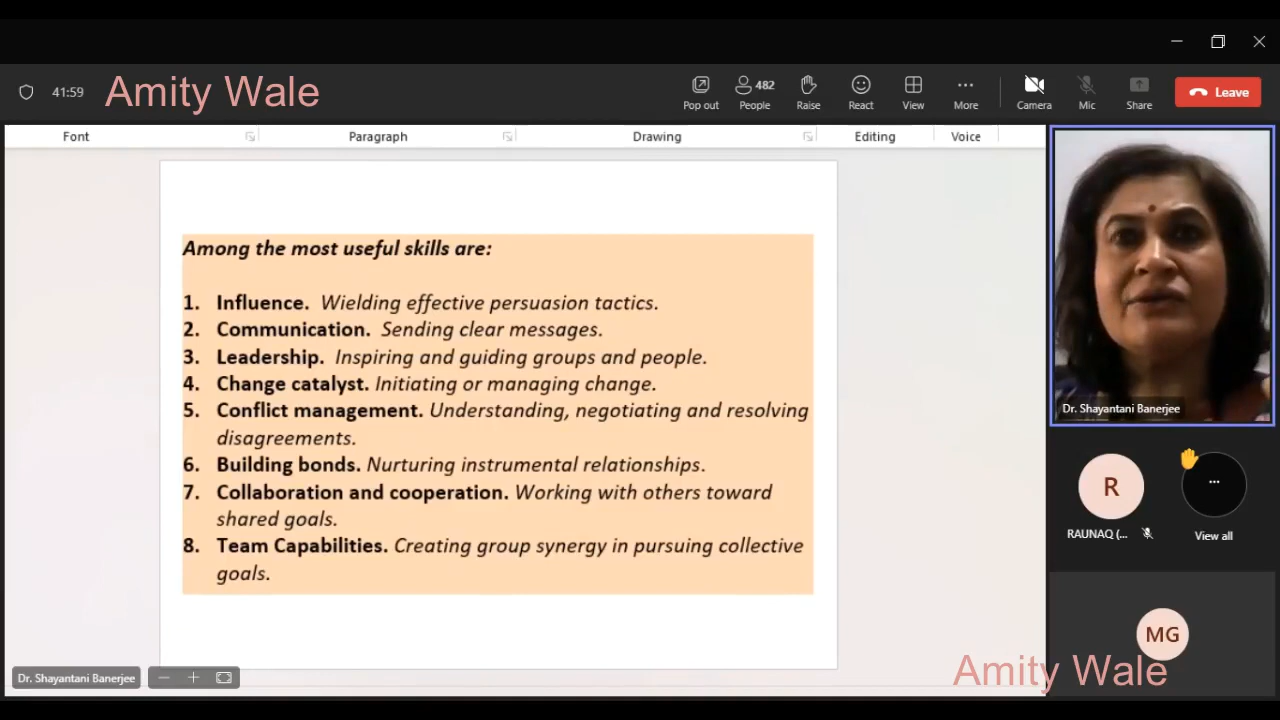 41:59
Amity Wale
Pop out
482
People
Raise
React
View
More
Camera
Mic
Share
Leave
Font
Paragraph
Drawing
Editing
Voice
Among the most useful skills are:
1. Influence. Wielding effective persuasion tactics.
2. Communication. Sending clear messages.
3. Leadership. Inspiring and guiding groups and people.
4. Change catalyst. Initiating or managing change.
5. Conflict management. Understanding, negotiating and resolving
disagreements.
6. Building bonds. Nurturing instrumental relationships.
7. Collaboration and cooperation. Working with others toward
shared goals.
8. Team Capabilities. Creating group synergy in pursuing collective
goals.
Dr. Shayantani Banerjee
R
RAUNAQ (...
...
View all
MG
Dr. Shayantani Banerjee
Amity Wale